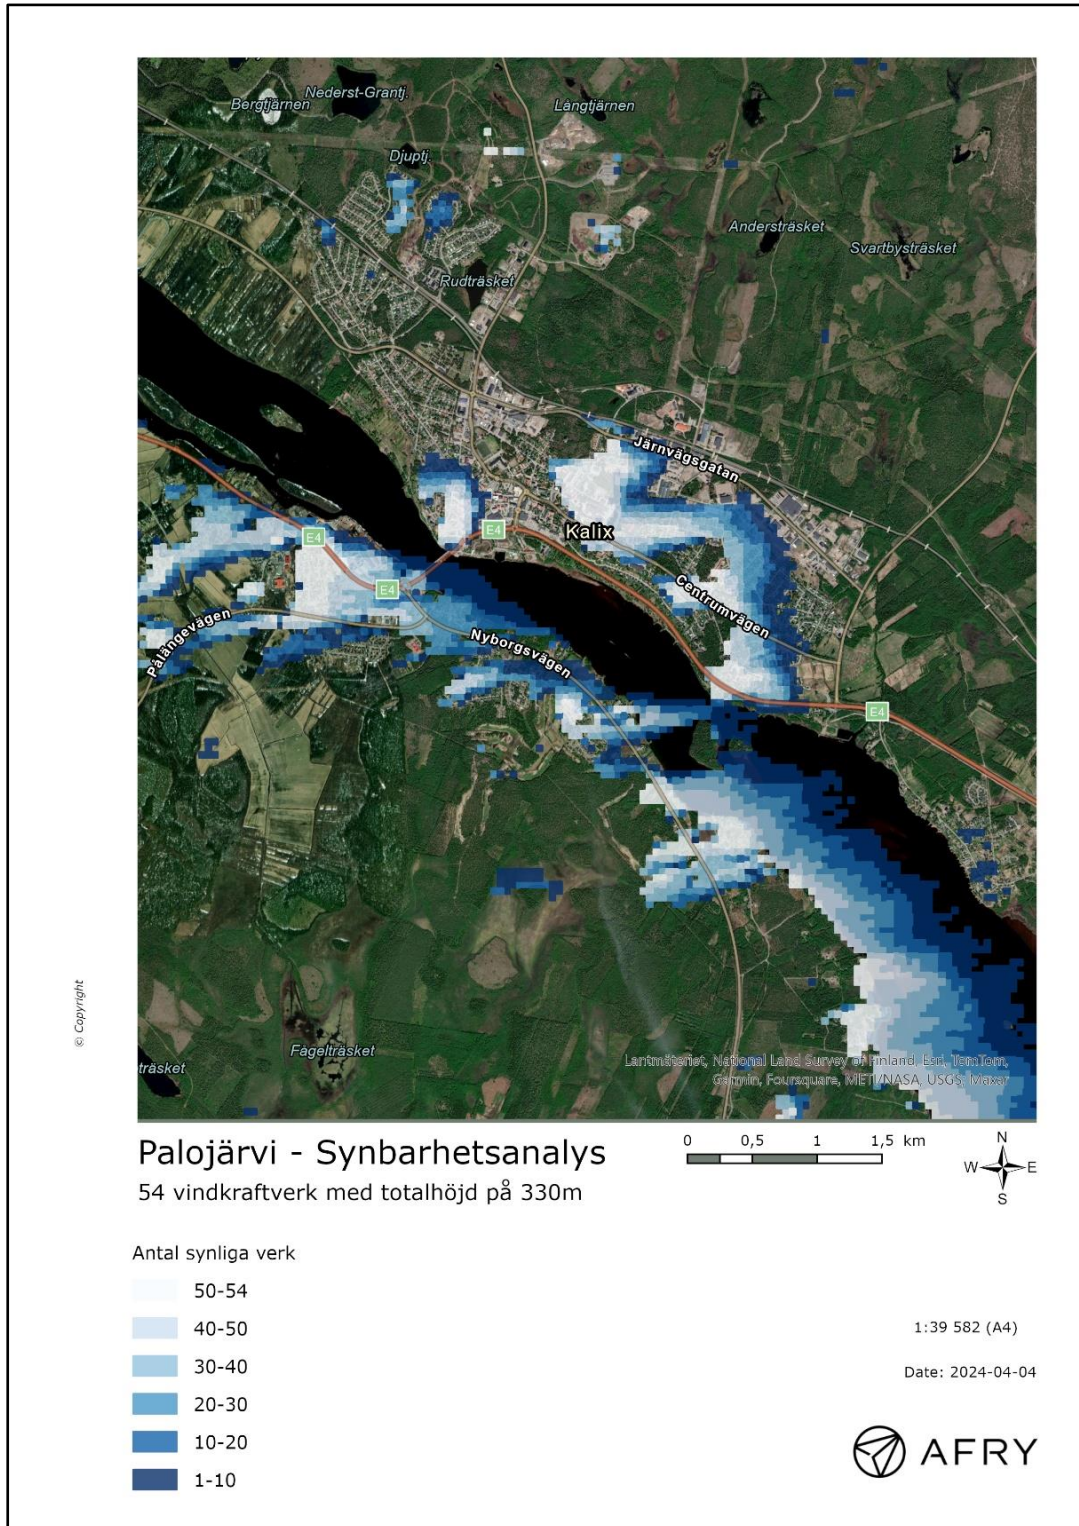 Nederst-Grantj.
Bergtjärnen
Långtjärnen
Djuptj.
Andersträsket
Svartbysträsket
Rudträsket
Järnvägsgatan
E4
Kalix
E4
E4
Centrumvägen
Pålängevägen
Nyborgsvägen
E4
© Copyright
Fågelträsket
träsket
Lantmäteriet, National Land Survey of Finland, Esri, TomTom,
Garmin, Foursquare, METI/NASA, USGS, Maxar
Palojärvi - Synbarhetsanalys
54 vindkraftverk med totalhöjd på 330m
0 0,5 1 1,5 km
N
W E
S
Antal synliga verk
50-54
40-50
30-40
20-30
10-20
1-10
1:39 582 (A4)
Date: 2024-04-04
AFRY